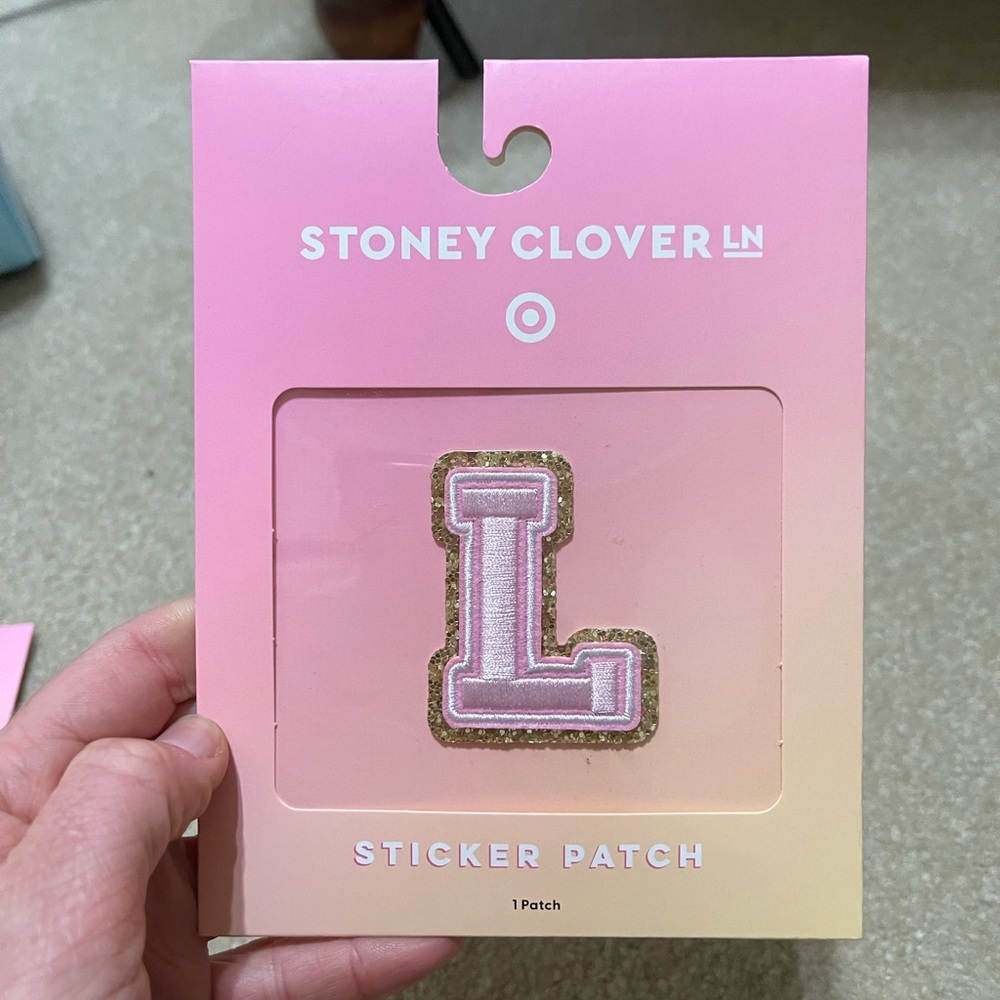 STONEY CLOVER LN
L
STICKER PATCH
1 Patch